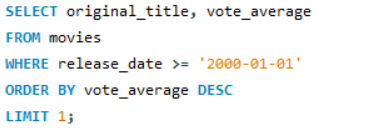 SELECT original_title, vote_average
FROM movies
WHERE release_date >= '2000-01-01'
ORDER BY vote_average DESC
LIMIT 1;